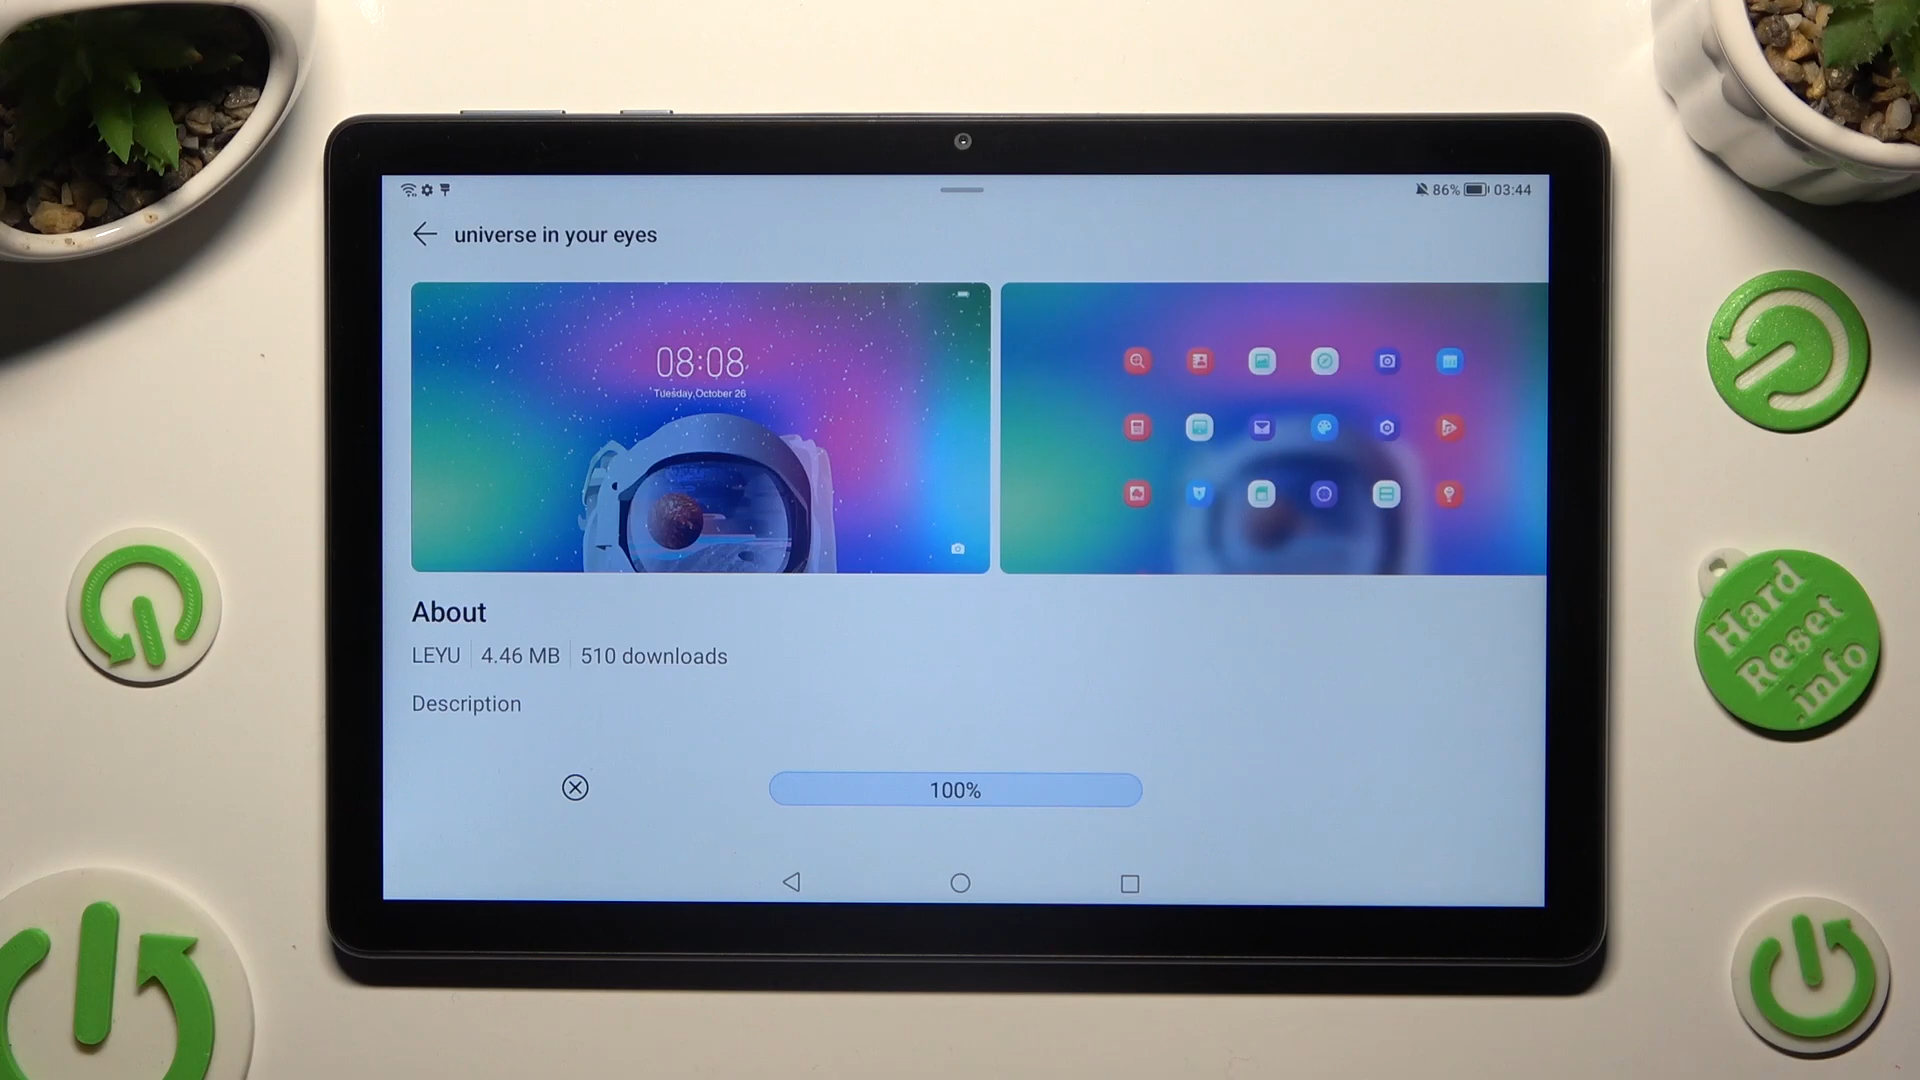 86% 03:44
universe in your eyes
08:08
Tuesday,October 26
About
LEYU 4.46 MB 510 downloads
Description
100%
Hard
Reset
.info